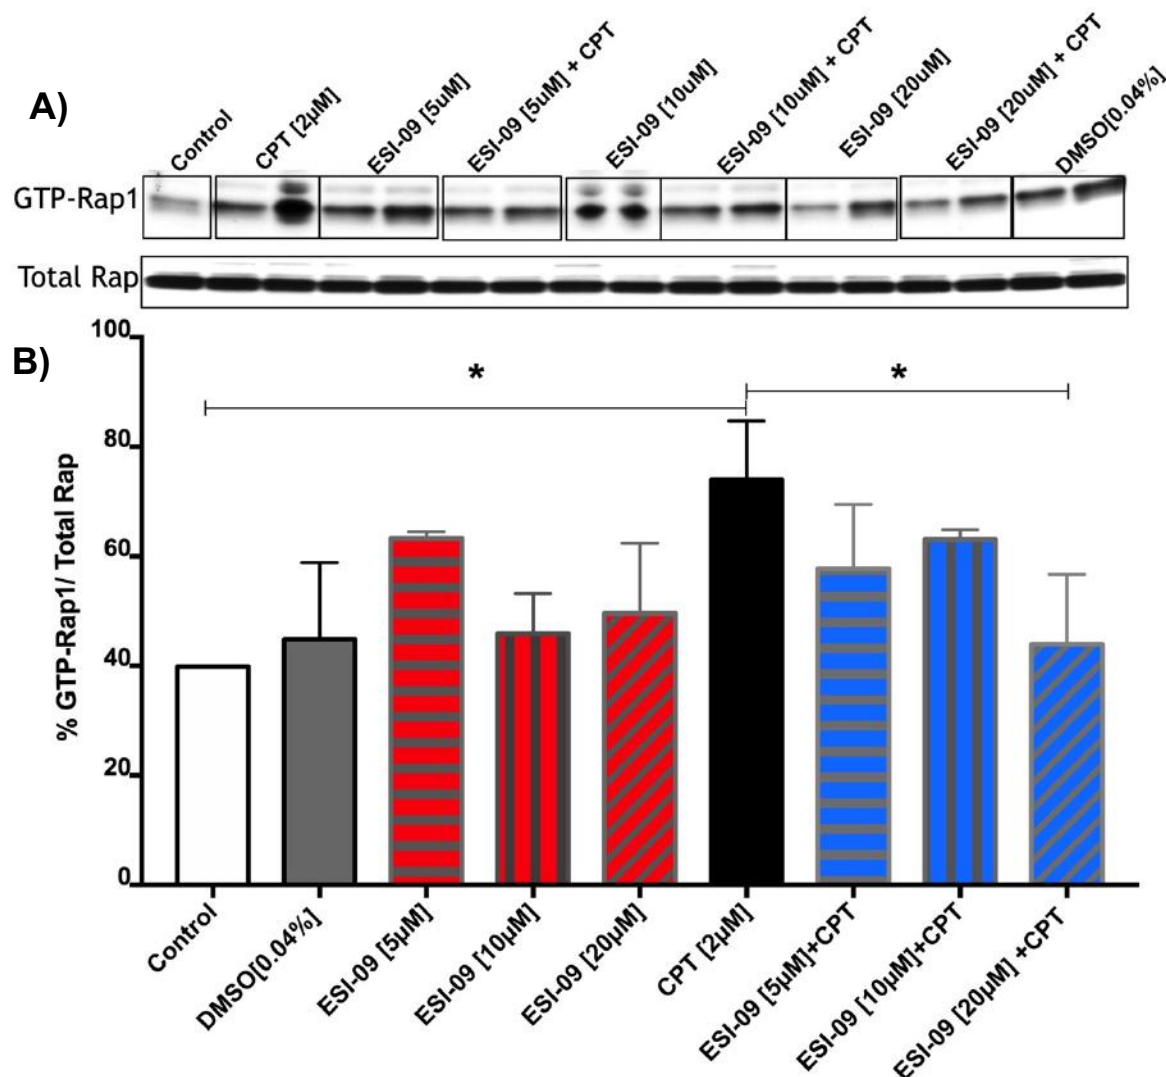 A)
Control
CPT [2µM]
ESI-09 [5uM]
ESI-09 [5uM] + CPT
ESI-09 [10uM]
ESI-09 [10uM] + CPT
ESI-09 [20uM]
ESI-09 [20uM] + CPT
DMSO[0.04%]
GTP-Rap1
Total Rap
B)
% GTP-Rap1/ Total Rap
100
80
60
40
20
0
*
*
Control
DMSO[0.04%]
ESI-09 [5µM]
ESI-09 [10µM]
ESI-09 [20µM]
CPT [2µM]
ESI-09 [5µM]+CPT
ESI-09 [10µM]+CPT
ESI-09 [20µM] +CPT